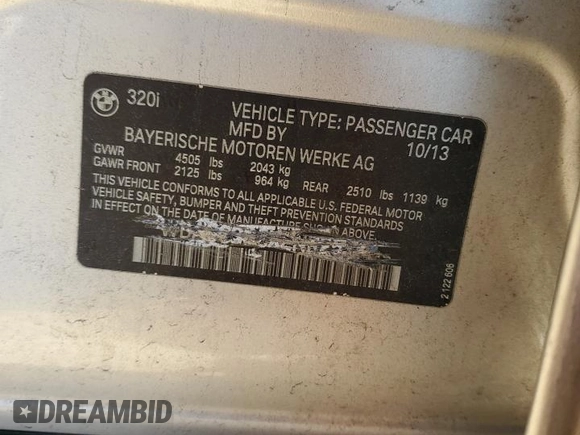 320i
VEHICLE TYPE: PASSENGER CAR
MFD BY 10/13
BAYERISCHE MOTOREN WERKE AG
GVWR 4505 lbs 2043 kg
GAWR FRONT 2125 lbs 964 kg REAR 2510 lbs 1139 kg
THIS VEHICLE CONFORMS TO ALL APPLICABLE U.S. FEDERAL MOTOR
VEHICLE SAFETY, BUMPER AND THEFT PREVENTION STANDARDS
IN EFFECT ON THE DATE OF MANUFACTURE SHOWN ABOVE.
2 122 606
DREAMBID